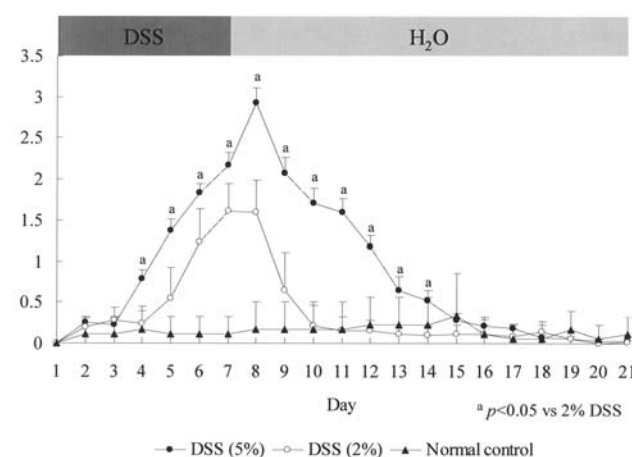 DSS H₂O
3.5
3
a
2.5
a
a
2
a
a
a
1.5
a
a
1
a
a
a
0.5
0
1 2 3 4 5 6 7 8 9 10 11 12 13 14 15 16 17 18 19 20 21
Day
ᵃ p<0.05 vs 2% DSS
DSS (5%) DSS (2%) Normal control